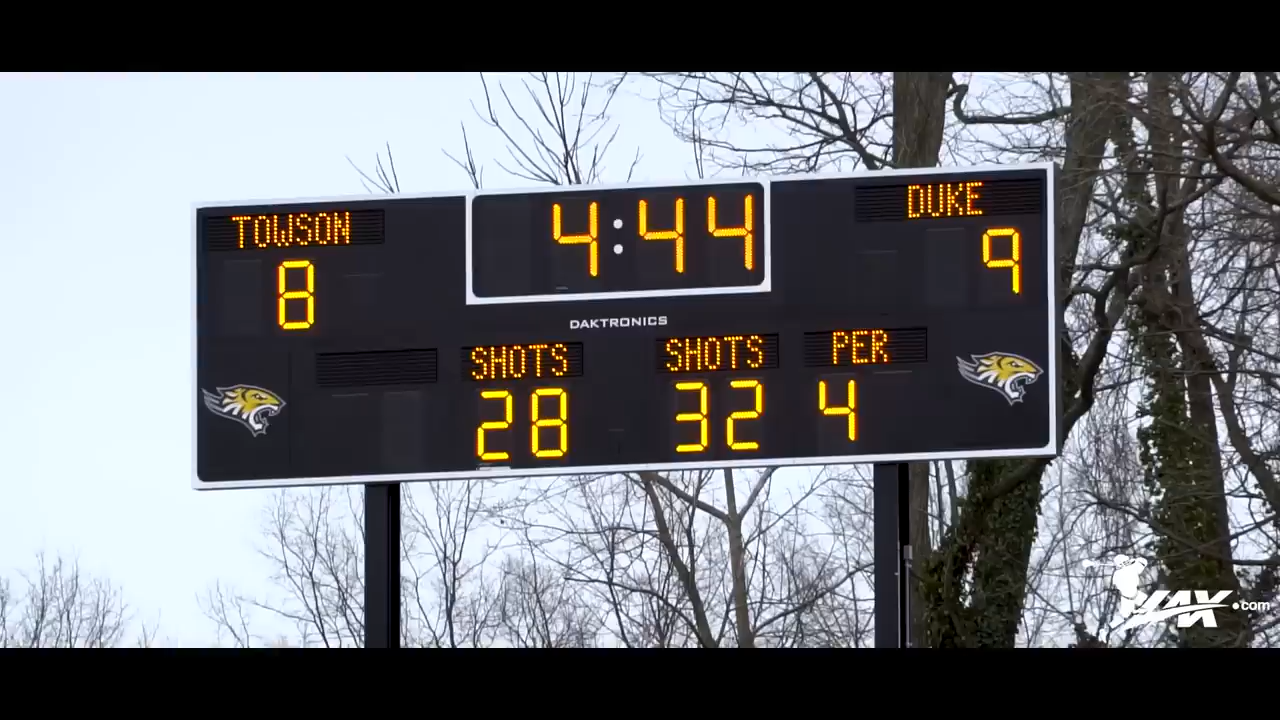 TOWSON
8
4:44
DUKE
9
DAKTRONICS
SHOTS
28
SHOTS
32
PER
4
LAX.com